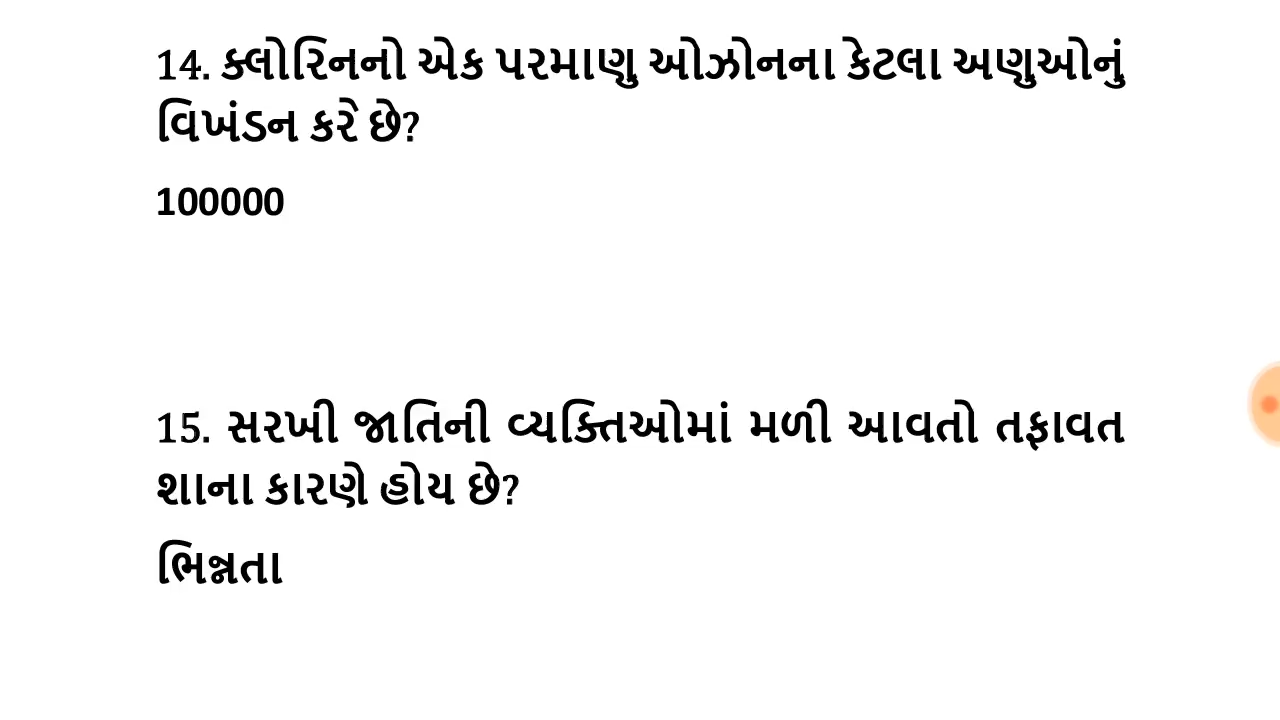 14. ક્લોરિનનો એક પરમાણુ ઓઝોનના કેટલા અણુઓનું
વિખંડન કરે છે?
100000
15. સરખી જાતિની વ્યક્તિઓમાં મળી આવતો તફાવત
શાના કારણે હોય છે?
ભિન્નતા